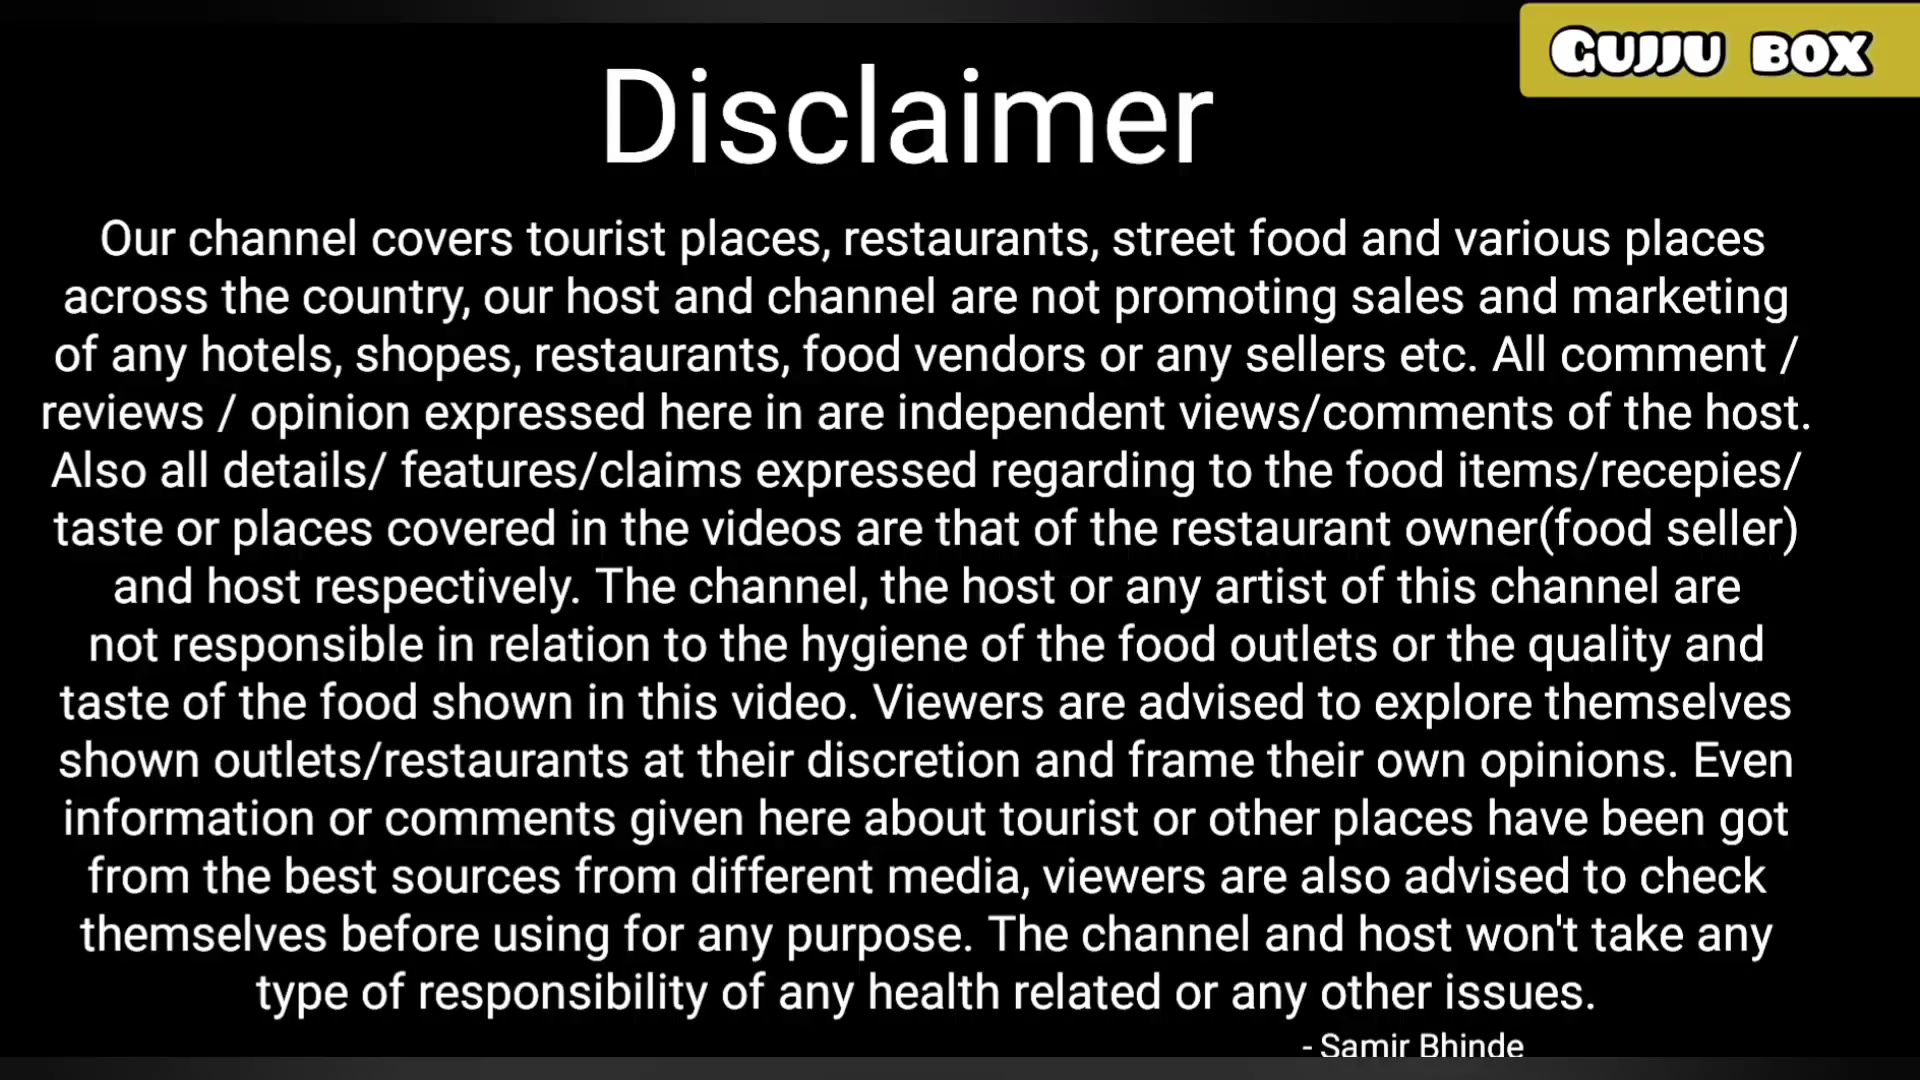 GUJJU BOX
Disclaimer
Our channel covers tourist places, restaurants, street food and various places
across the country, our host and channel are not promoting sales and marketing
of any hotels, shopes, restaurants, food vendors or any sellers etc. All comment /
reviews / opinion expressed here in are independent views/comments of the host.
Also all details/ features/claims expressed regarding to the food items/recepies/
taste or places covered in the videos are that of the restaurant owner(food seller)
and host respectively. The channel, the host or any artist of this channel are
not responsible in relation to the hygiene of the food outlets or the quality and
taste of the food shown in this video. Viewers are advised to explore themselves
shown outlets/restaurants at their discretion and frame their own opinions. Even
information or comments given here about tourist or other places have been got
from the best sources from different media, viewers are also advised to check
themselves before using for any purpose. The channel and host won't take any
type of responsibility of any health related or any other issues.
- Samir Bhinde